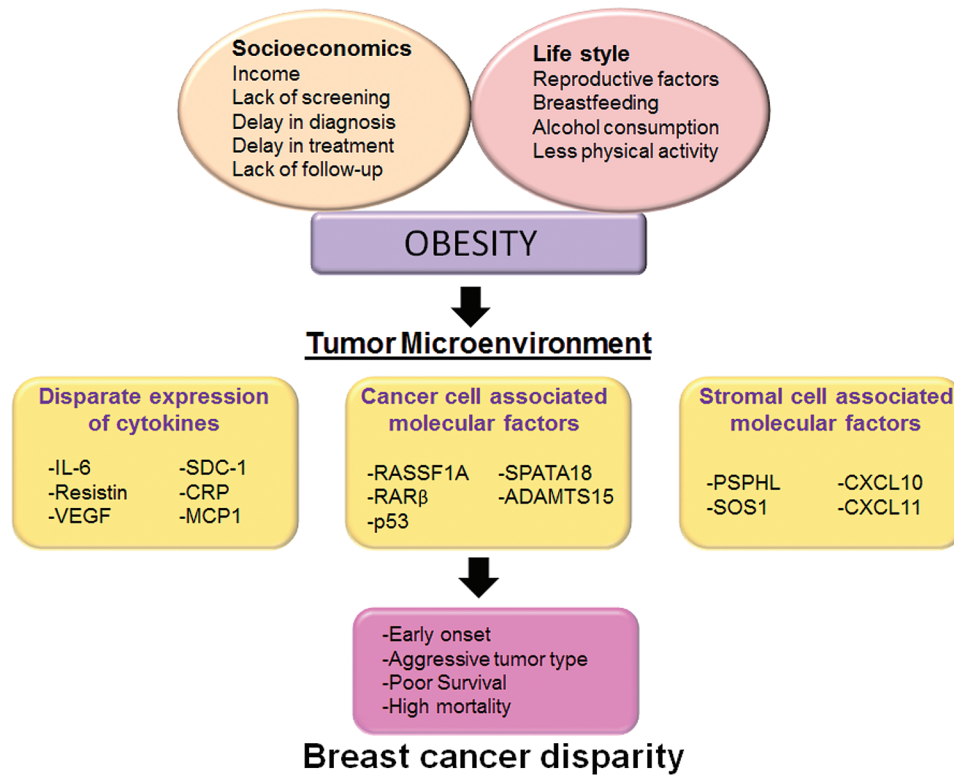 Socioeconomics
Income
Lack of screening
Delay in diagnosis
Delay in treatment
Lack of follow-up
Life style
Reproductive factors
Breastfeeding
Alcohol consumption
Less physical activity
OBESITY
Tumor Microenvironment
Disparate expression
of cytokines
-IL-6
-Resistin
-VEGF
-SDC-1
-CRP
-MCP1
Cancer cell associated
molecular factors
-RASSF1A
-RARβ
-p53
-SPATA18
-ADAMTS15
Stromal cell associated
molecular factors
-PSPHL
-SOS1
-CXCL10
-CXCL11
-Early onset
-Aggressive tumor type
-Poor Survival
-High mortality
Breast cancer disparity